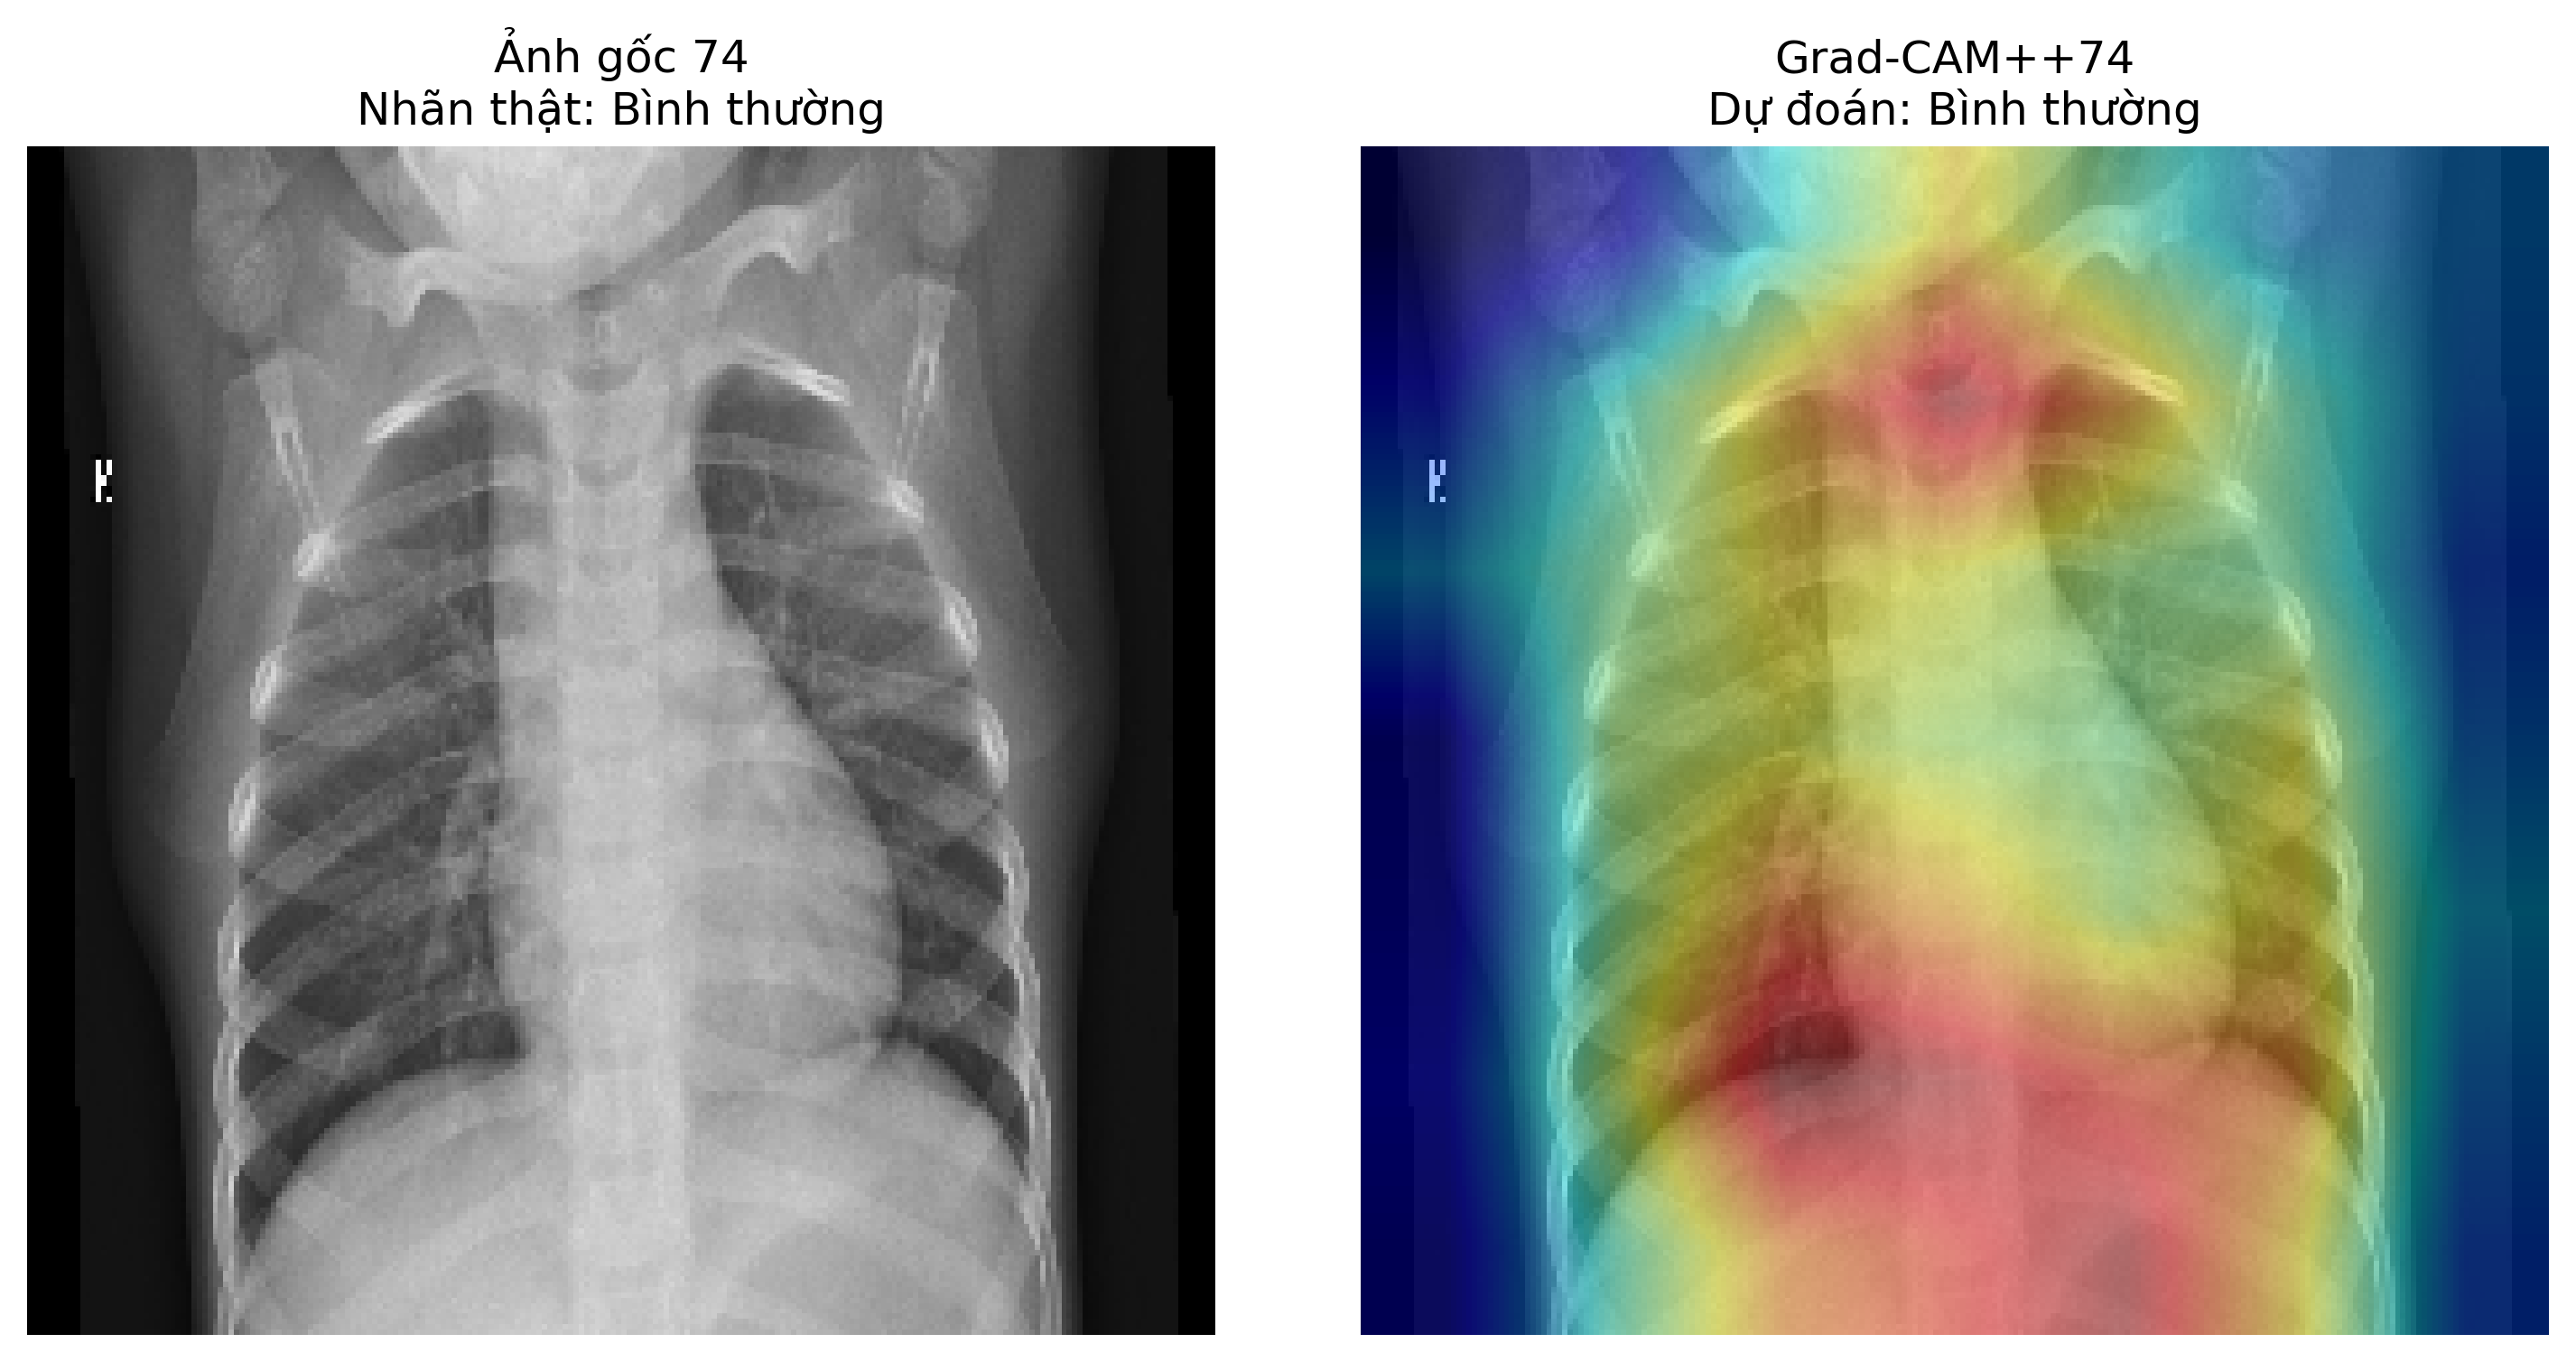 Ảnh gốc 74
Nhãn thật: Bình thường
Grad-CAM++74
Dự đoán: Bình thường